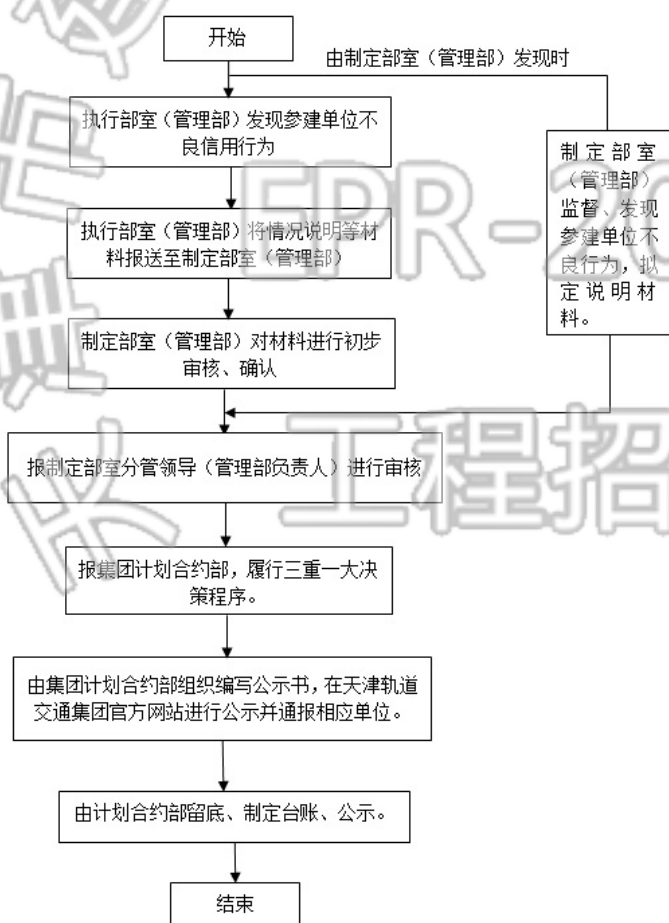 开始
由制定部室（管理部）发现时
执行部室（管理部）发现参建单位不
良信用行为
制定部室
（管理部）
监督、发现
参建单位不
良行为，拟
定说明材
料。
执行部室（管理部）将情况说明等材
料报送至制定部室（管理部）
制定部室（管理部）对材料进行初步
审核、确认
报制定部室分管领导（管理部负责人）进行审核
报集团计划合约部，履行三重一大决
策程序。
由集团计划合约部组织编写公示书，在天津轨道
交通集团官方网站进行公示并通报相应单位。
由计划合约部留底、制定台账、公示。
结束
EPR-20
工程招